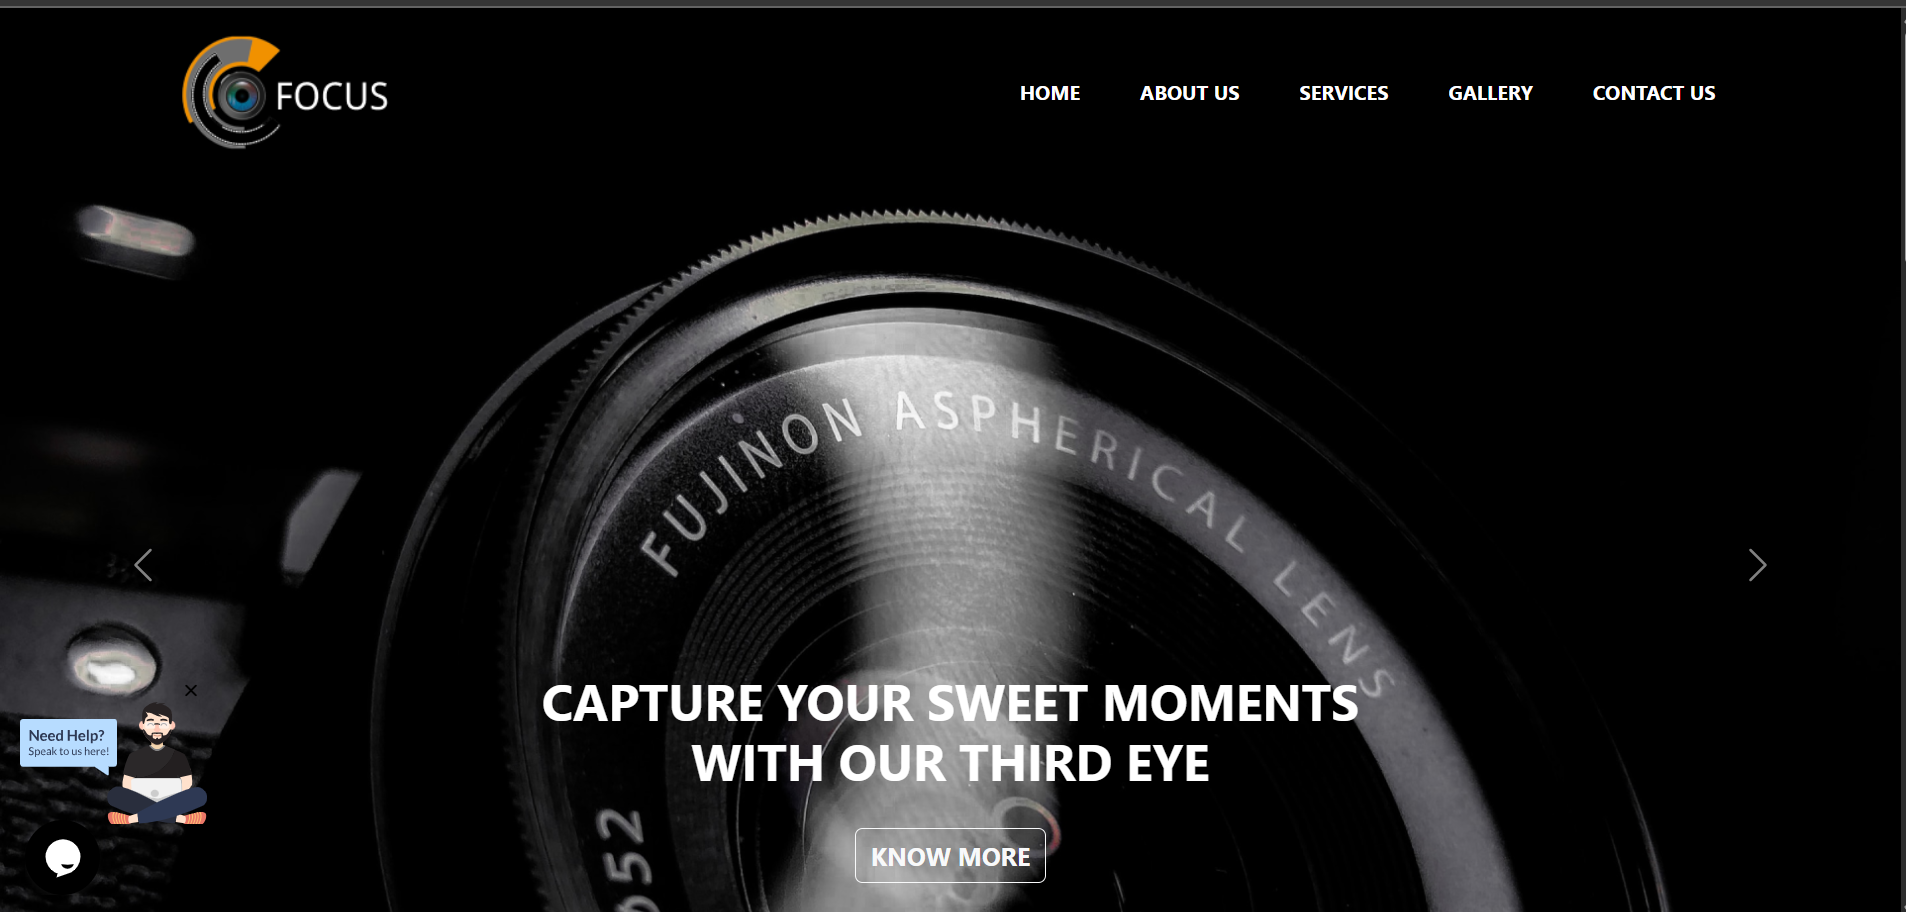 FOCUS
HOME
ABOUT US
SERVICES
GALLERY
CONTACT US
FUJINON ASPHERICAL LENS
CAPTURE YOUR SWEET MOMENTS
WITH OUR THIRD EYE
Need Help?
Speak to us here!
652
KNOW MORE